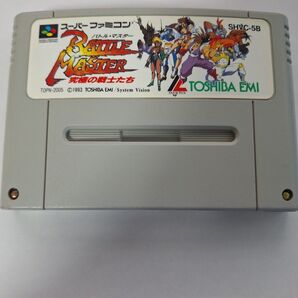 スーパーファミコン
SHVC-5B
バトル・マスター
BATTLE MASTER
究極の戦士たち
TOSHIBA EMI
TDPN-2005 ©1993 TOSHIBA EMI/System Vision